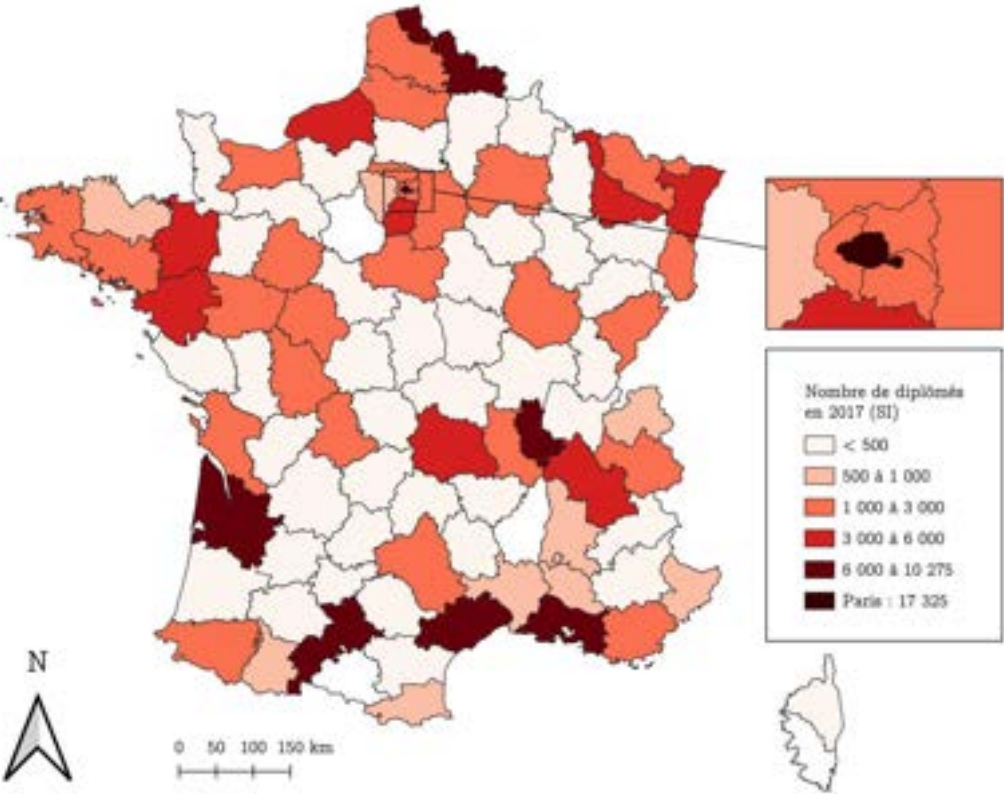 Nombre de diplômés
en 2017 (SI)
< 500
500 à 1 000
1 000 à 3 000
3 000 à 6 000
6 000 à 10 275
Paris : 17 325
N
0 50 100 150 km